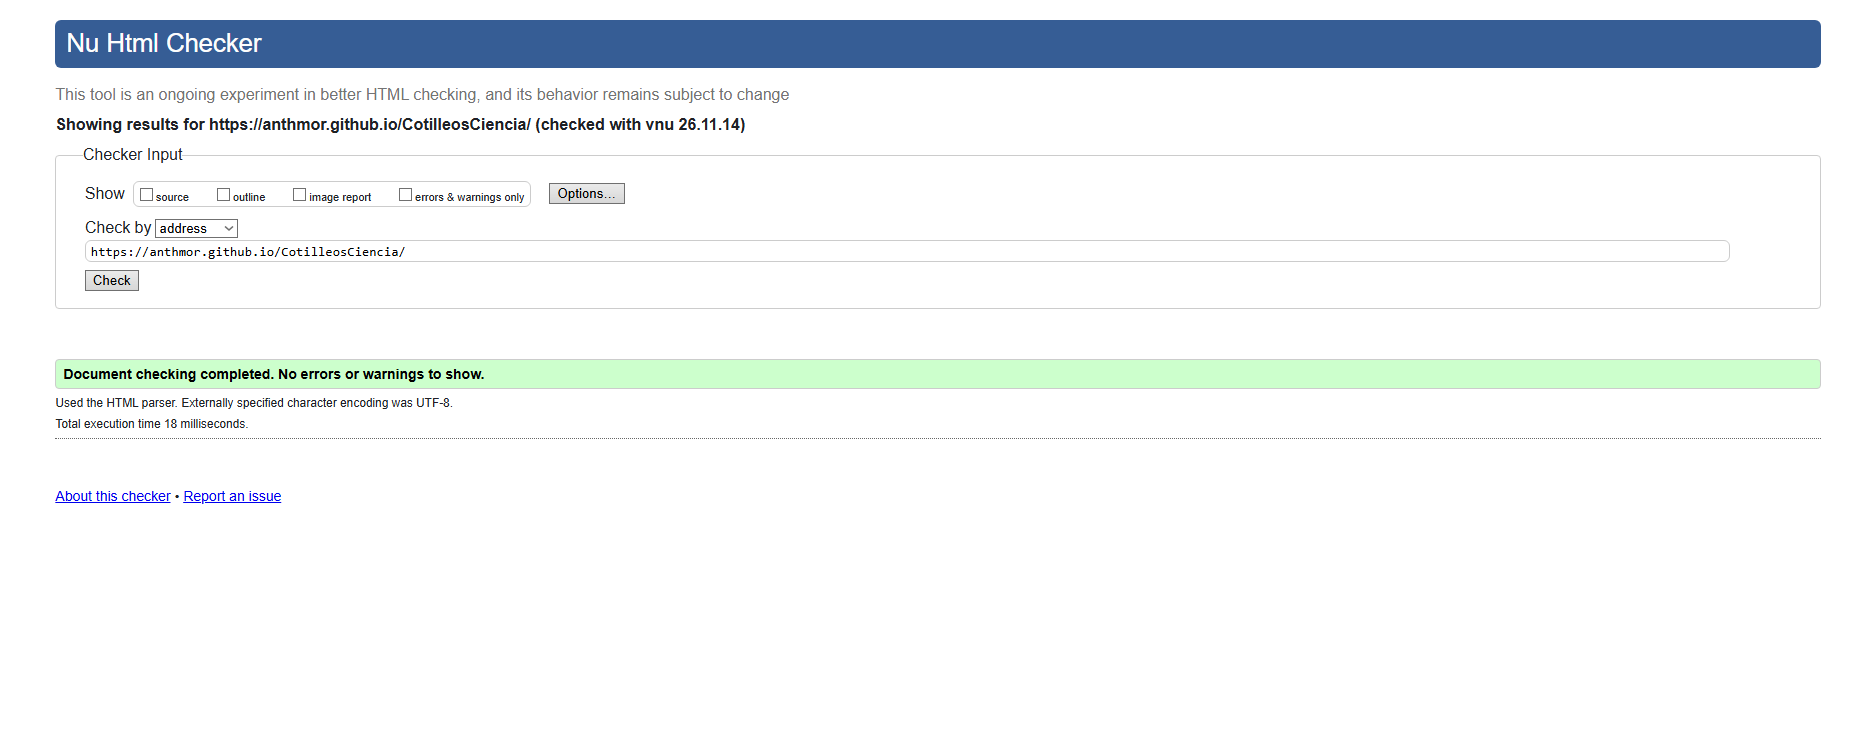 Nu Html Checker
This tool is an ongoing experiment in better HTML checking, and its behavior remains subject to change
Showing results for https://anthmor.github.io/CotilleosCiencia/ (checked with vnu 26.11.14)
Checker Input
Show source outline image report errors & warnings only Options...
Check by address
https://anthmor.github.io/CotilleosCiencia/
Check
Document checking completed. No errors or warnings to show.
Used the HTML parser. Externally specified character encoding was UTF-8.
Total execution time 18 milliseconds.
About this checker • Report an issue